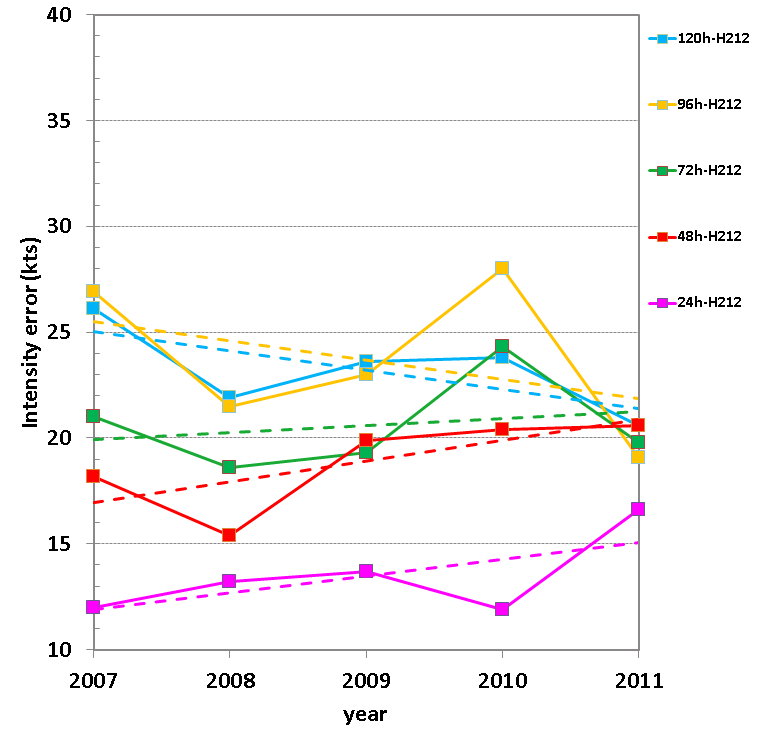 40
35
30
25
20
15
10
Intensity error (kts)
2007 2008 2009 2010 2011
year
120h-H212
96h-H212
72h-H212
48h-H212
24h-H212